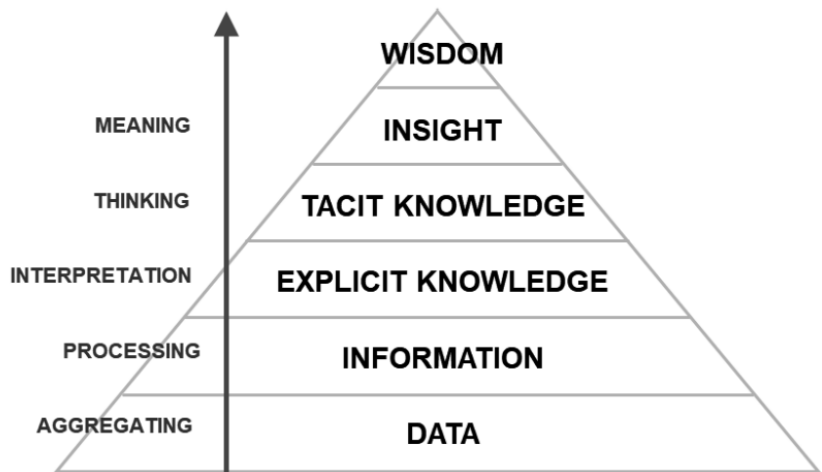 WISDOM
MEANING
INSIGHT
THINKING
TACIT KNOWLEDGE
INTERPRETATION
EXPLICIT KNOWLEDGE
PROCESSING
INFORMATION
AGGREGATING
DATA